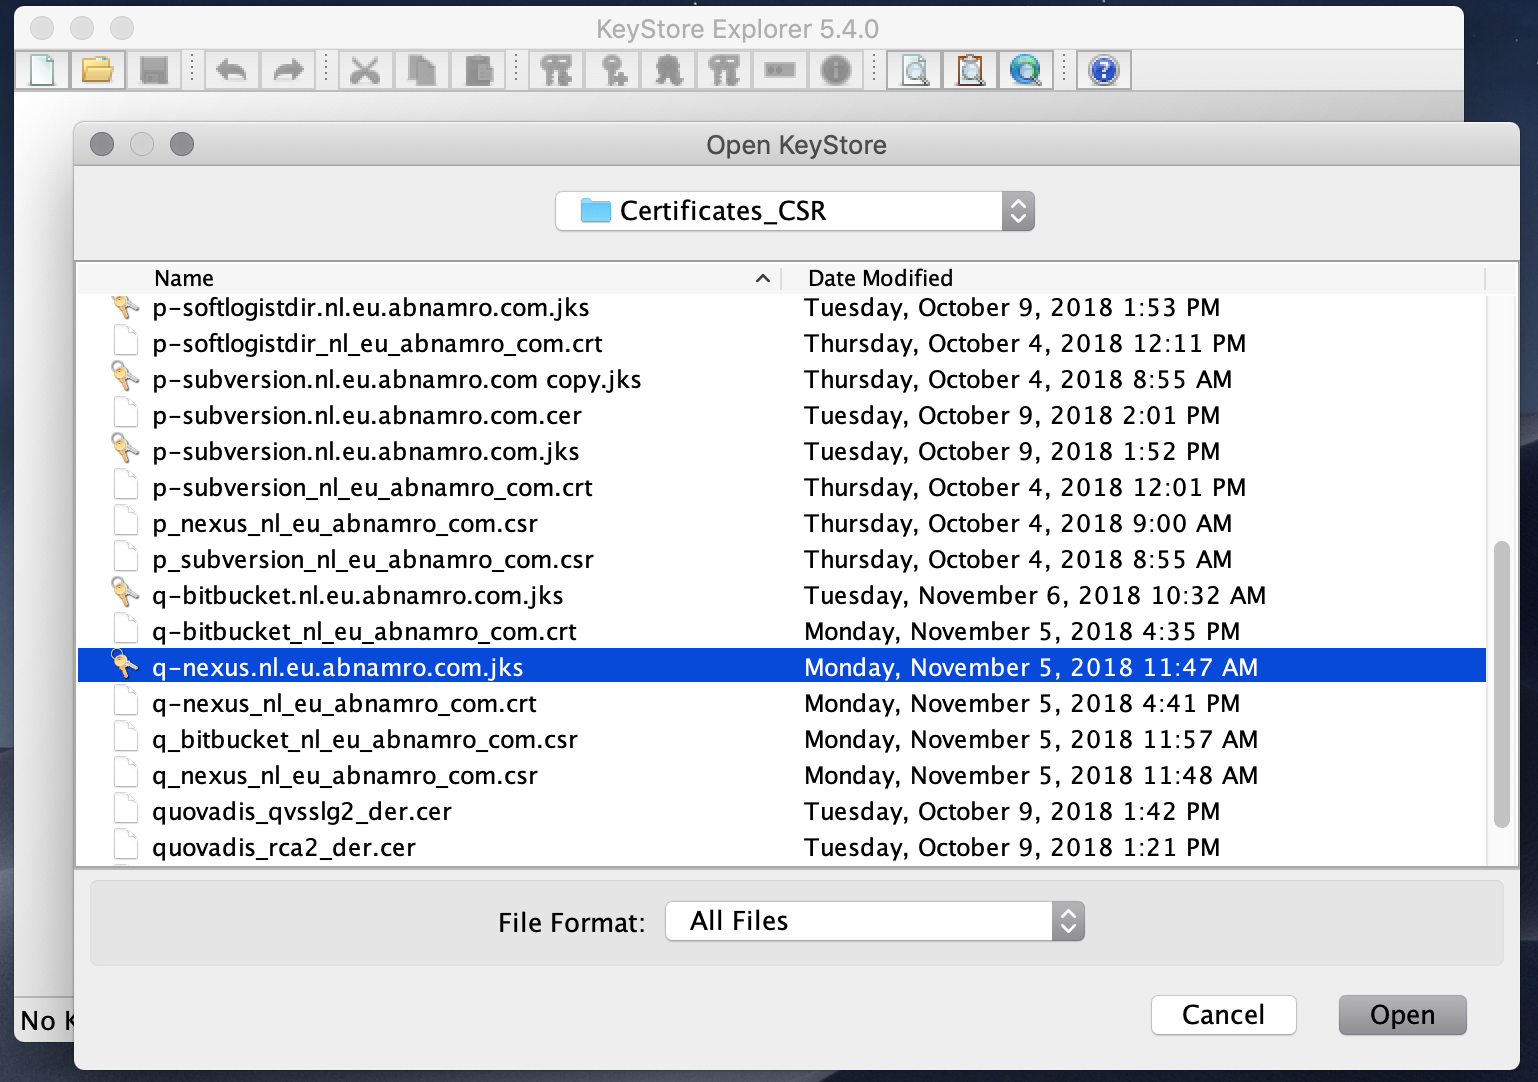 KeyStore Explorer 5.4.0
Open KeyStore
Certificates_CSR
Name Date Modified
p-softlogistdir.nl.eu.abnamro.com.jks Tuesday, October 9, 2018 1:53 PM
p-softlogistdir_nl_eu_abnamro_com.crt Thursday, October 4, 2018 12:11 PM
p-subversion.nl.eu.abnamro.com copy.jks Thursday, October 4, 2018 8:55 AM
p-subversion.nl.eu.abnamro.com.cer Tuesday, October 9, 2018 2:01 PM
p-subversion.nl.eu.abnamro.com.jks Tuesday, October 9, 2018 1:52 PM
p-subversion_nl_eu_abnamro_com.crt Thursday, October 4, 2018 12:01 PM
p_nexus_nl_eu_abnamro_com.csr Thursday, October 4, 2018 9:00 AM
p_subversion_nl_eu_abnamro_com.csr Thursday, October 4, 2018 8:55 AM
q-bitbucket.nl.eu.abnamro.com.jks Tuesday, November 6, 2018 10:32 AM
q-bitbucket_nl_eu_abnamro_com.crt Monday, November 5, 2018 4:35 PM
q-nexus.nl.eu.abnamro.com.jks Monday, November 5, 2018 11:47 AM
q-nexus_nl_eu_abnamro_com.crt Monday, November 5, 2018 4:41 PM
q_bitbucket_nl_eu_abnamro_com.csr Monday, November 5, 2018 11:57 AM
q_nexus_nl_eu_abnamro_com.csr Monday, November 5, 2018 11:48 AM
quovadis_qvsslg2_der.cer Tuesday, October 9, 2018 1:42 PM
quovadis_rca2_der.cer Tuesday, October 9, 2018 1:21 PM
File Format: All Files
Cancel Open
No